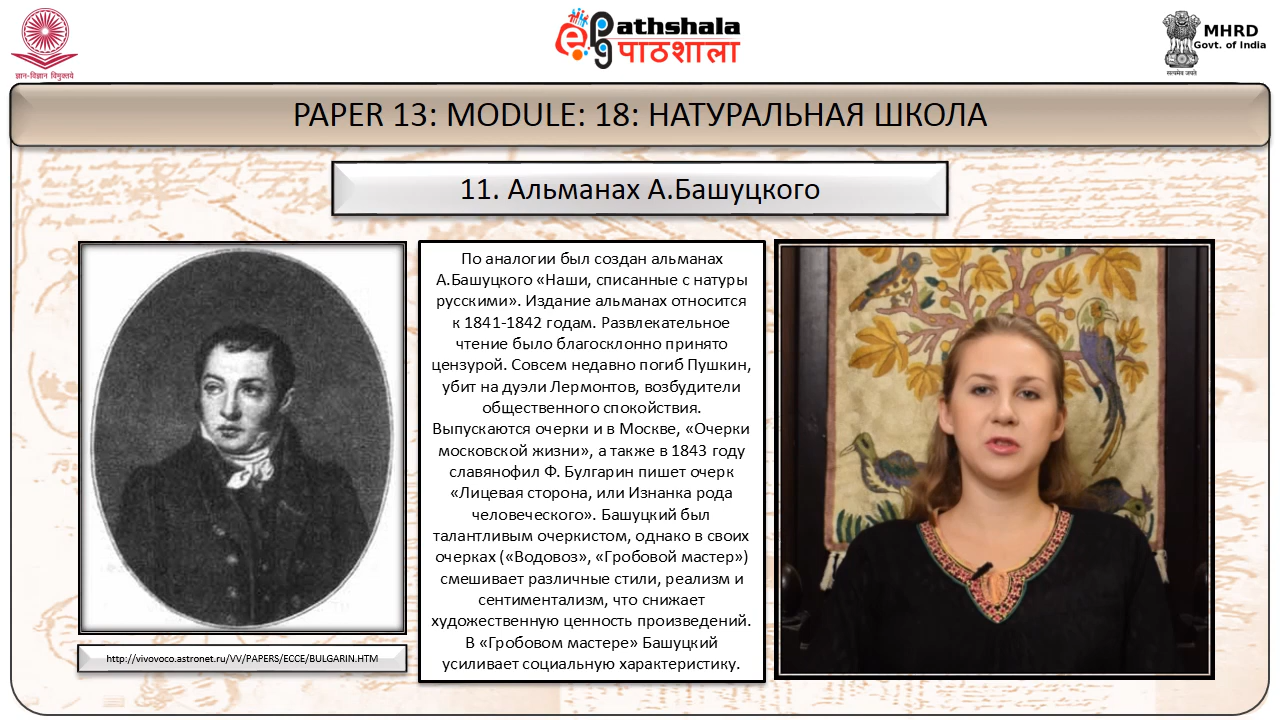 ज्ञान-विज्ञान विमुक्तये
ePathshala
पाठशाला
MHRD
Govt. of India
सत्यमेव जयते
PAPER 13: MODULE: 18: НАТУРАЛЬНАЯ ШКОЛА
11. Альманах А.Башуцкого
По аналогии был создан альманах
А.Башуцкого «Наши, списанные с натуры
русскими». Издание альманах относится
к 1841-1842 годам. Развлекательное
чтение было благосклонно принято
цензурой. Совсем недавно погиб Пушкин,
убит на дуэли Лермонтов, возбудители
общественного спокойствия.
Выпускаются очерки и в Москве, «Очерки
московской жизни», а также в 1843 году
славянофил Ф. Булгарин пишет очерк
«Лицевая сторона, или Изнанка рода
человеческого». Башуцкий был
талантливым очеркистом, однако в своих
очерках («Водовоз», «Гробовой мастер»)
смешивает различные стили, реализм и
сентиментализм, что снижает
художественную ценность произведений.
В «Гробовом мастере» Башуцкий
усиливает социальную характеристику.
http://vivovoco.astronet.ru/VV/PAPERS/ECCE/BULGARIN.HTM